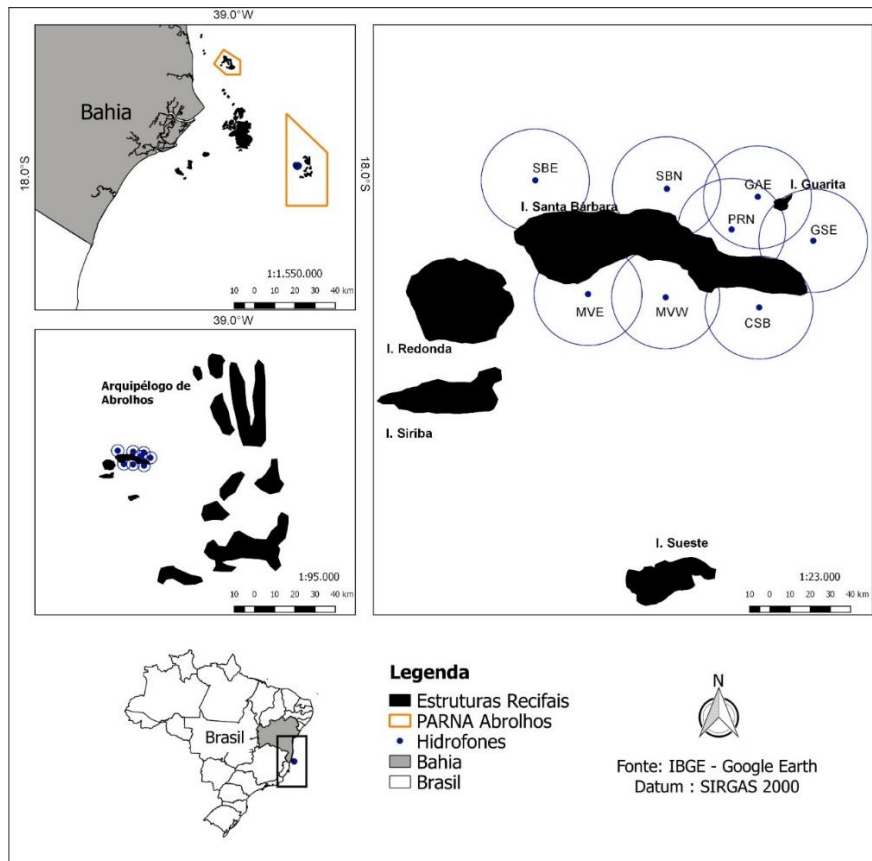 39.0°W
Bahia
18.0°S
18.0°S
1:1.550.000
10 0 10 20 30 40 km
39.0°W
Arquipélogo de
Abrolhos
1:95.000
10 0 10 20 30 40 km
SBE
SBN
GAE
I. Guarita
I. Santa Bárbara
PRN
GSE
MVE
MVW
CSB
I. Redonda
I. Siriba
I. Sueste
1:23.000
10 0 10 20 30 40 km
Brasil
Legenda
Estruturas Recifais
PARNA Abrolhos
Hidrofones
Bahia
Brasil
N
Fonte: IBGE - Google Earth
Datum : SIRGAS 2000